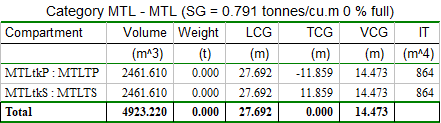 Category MTL - MTL (SG = 0.791 tonnes/cu.m 0 % full)
Compartment Volume Weight LCG TCG VCG IT
(m^3) (t) (m) (m) (m) (m^4)
MTLtkP : MTLTP 2461.610 0.000 27.692 -11.859 14.473 864
MTLtkS : MTLTS 2461.610 0.000 27.692 11.859 14.473 864
Total 4923.220 0.000 27.692 0.000 14.473